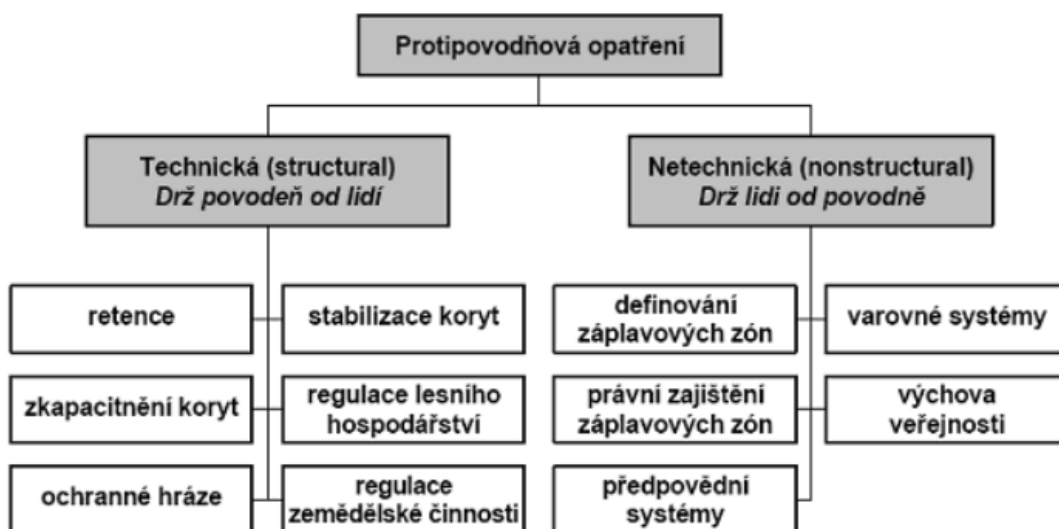 Protipovodňová opatření
Technická (structural)
Drž povodeň od lidí
Netechnická (nonstructural)
Drž lidi od povodně
retence
stabilizace koryt
definování
záplavových zón
varovné systémy
zkapacitnění koryt
regulace lesního
hospodářství
právní zajištění
záplavových zón
výchova
veřejnosti
ochranné hráze
regulace
zemědělské činnosti
předpovědní
systémy